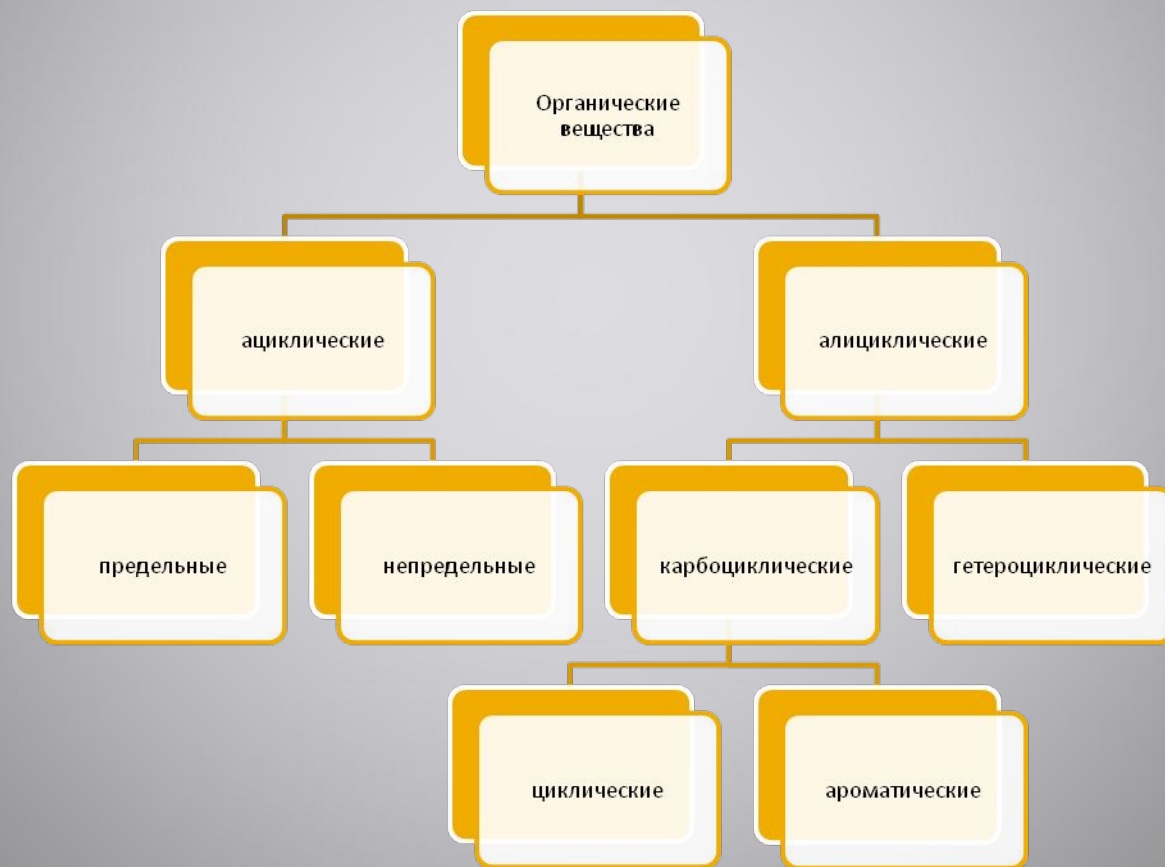 Органические
вещества
ациклические
алициклические
предельные
непредельные
карбоциклические
гетероциклические
циклические
ароматические